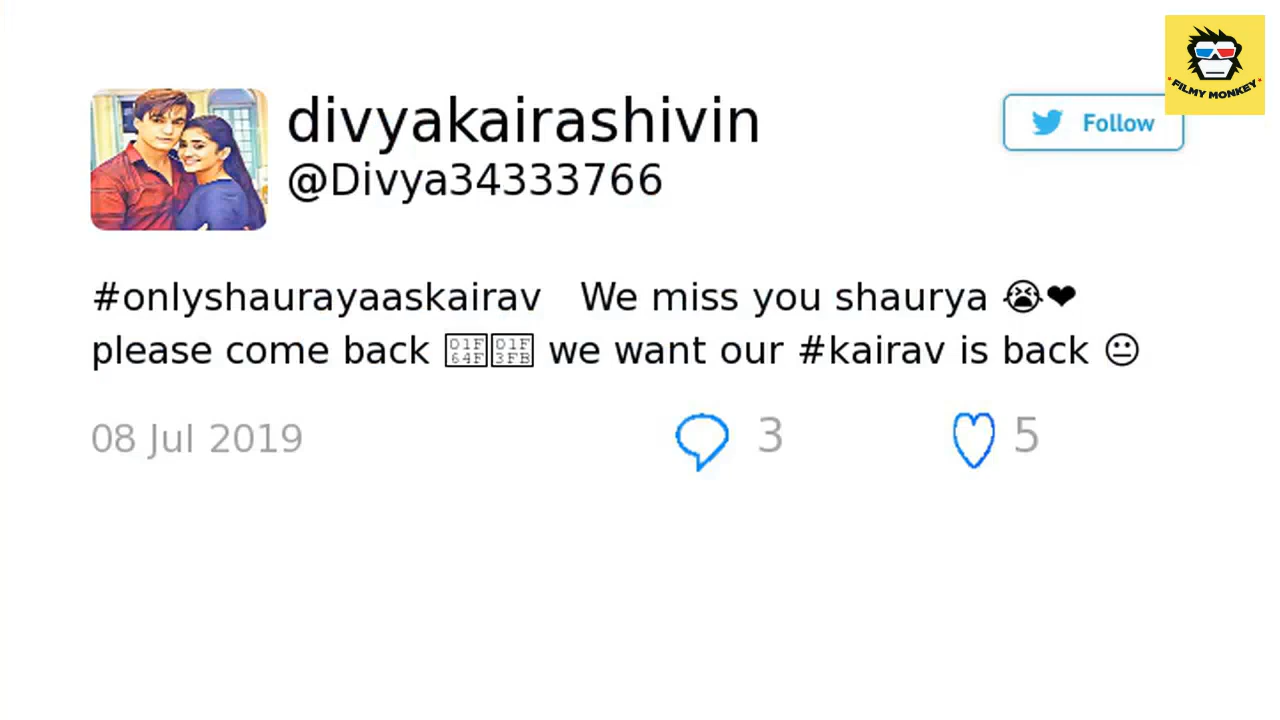 FILMY MONKEY
divyakairashivin
Follow
@Divya34333766
#onlyshaurayaaskairav We miss you shaurya 😭❤
please come back 🙏🏻 we want our #kairav is back 😐
08 Jul 2019
3
5